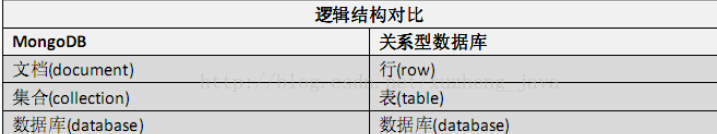 逻辑结构对比
MongoDB 关系型数据库
文档(document) 行(row)
集合(collection) 表(table)
数据库(database) 数据库(database)